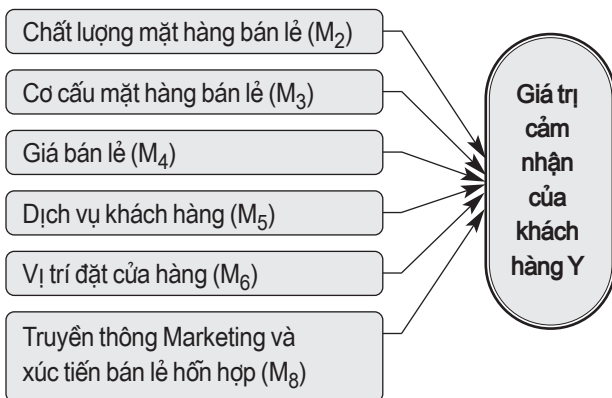 Chất lượng mặt hàng bán lẻ (M2)
Cơ cấu mặt hàng bán lẻ (M3)
Giá bán lẻ (M4)
Dịch vụ khách hàng (M5)
Vị trí đặt cửa hàng (M6)
Truyền thông Marketing và
xúc tiến bán lẻ hỗn hợp (M8)
Giá trị
cảm
nhận
của
khách
hàng Y